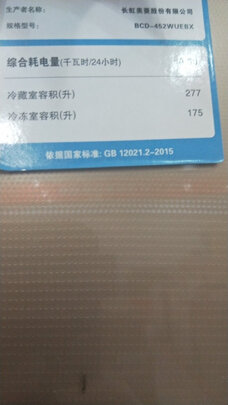 生产者名称: 长虹美菱股份有限公司
规格型号: BCD-452WUEBX
综合耗电量(千瓦时/24小时)
冷藏室容积(升) 277
冷冻室容积(升) 175
依据国家标准: GB 12021.2-2015